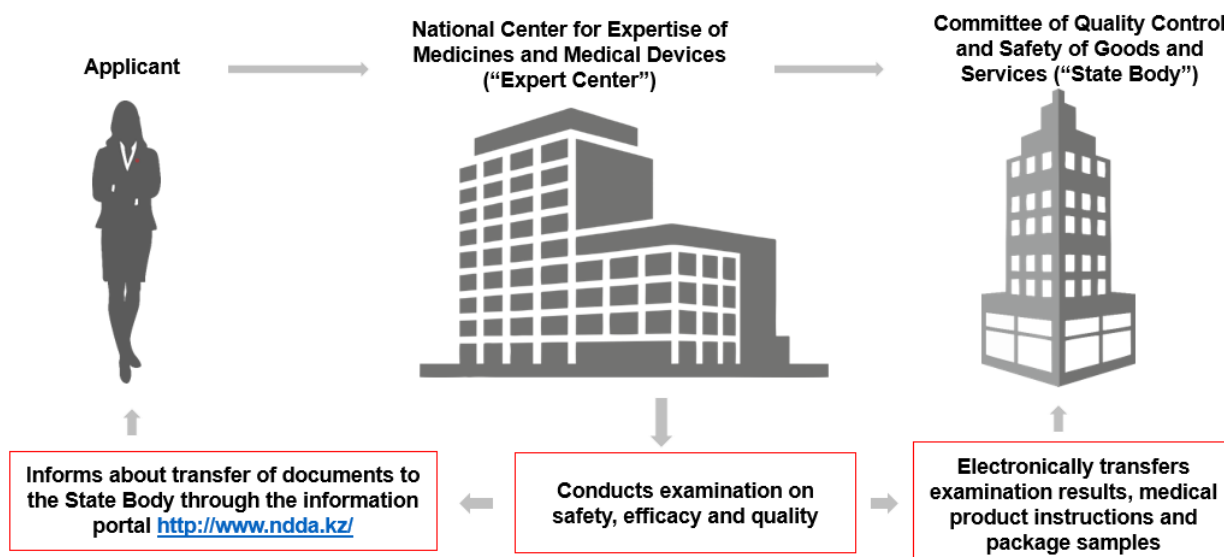 Applicant
National Center for Expertise of
Medicines and Medical Devices
(“Expert Center”)
Committee of Quality Control
and Safety of Goods and
Services (“State Body”)
Informs about transfer of documents to
the State Body through the information
portal http://www.ndda.kz/
Conducts examination on
safety, efficacy and quality
Electronically transfers
examination results, medical
product instructions and
package samples